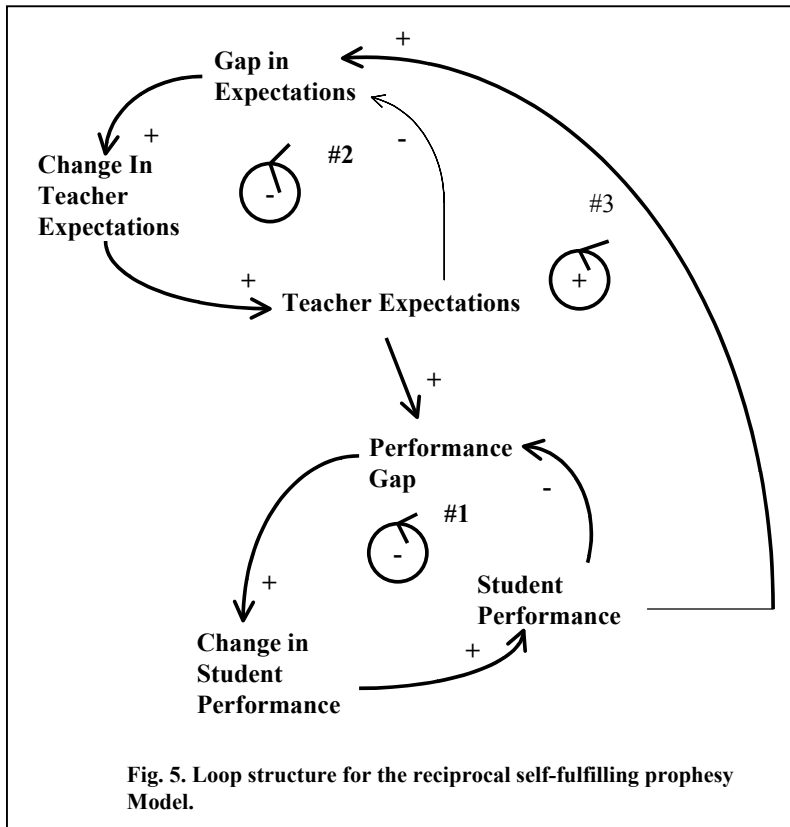 +
Gap in
Expectations
+
-
#2
-
Change In
Teacher
Expectations
#3
+
+
Teacher Expectations
+
Performance
Gap
-
#1
-
+
Student
Performance
Change in
Student
Performance
+
Fig. 5. Loop structure for the reciprocal self-fulfilling prophesy
Model.